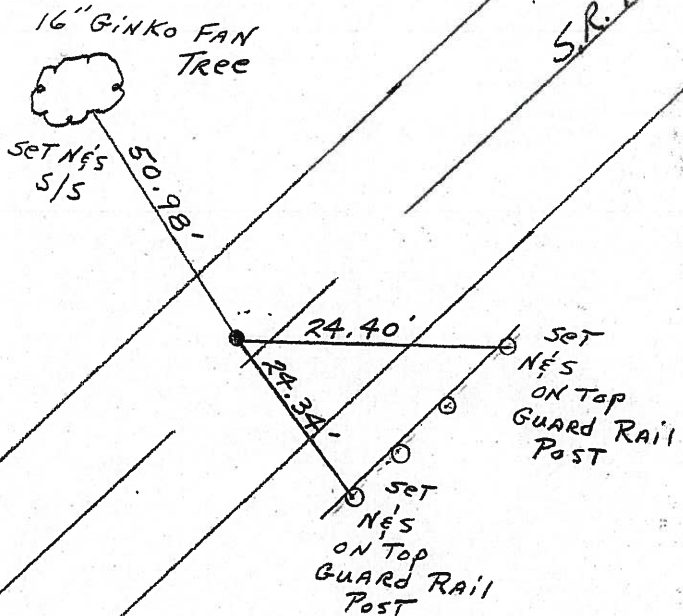 16" GINKO FAN
TREE
S.R.
SET N&S
S/S
50.98'
24.40'
24.34'
SET
N&S
ON TOP
GUARD RAIL
POST
SET
N&S
ON TOP
GUARD RAIL
POST